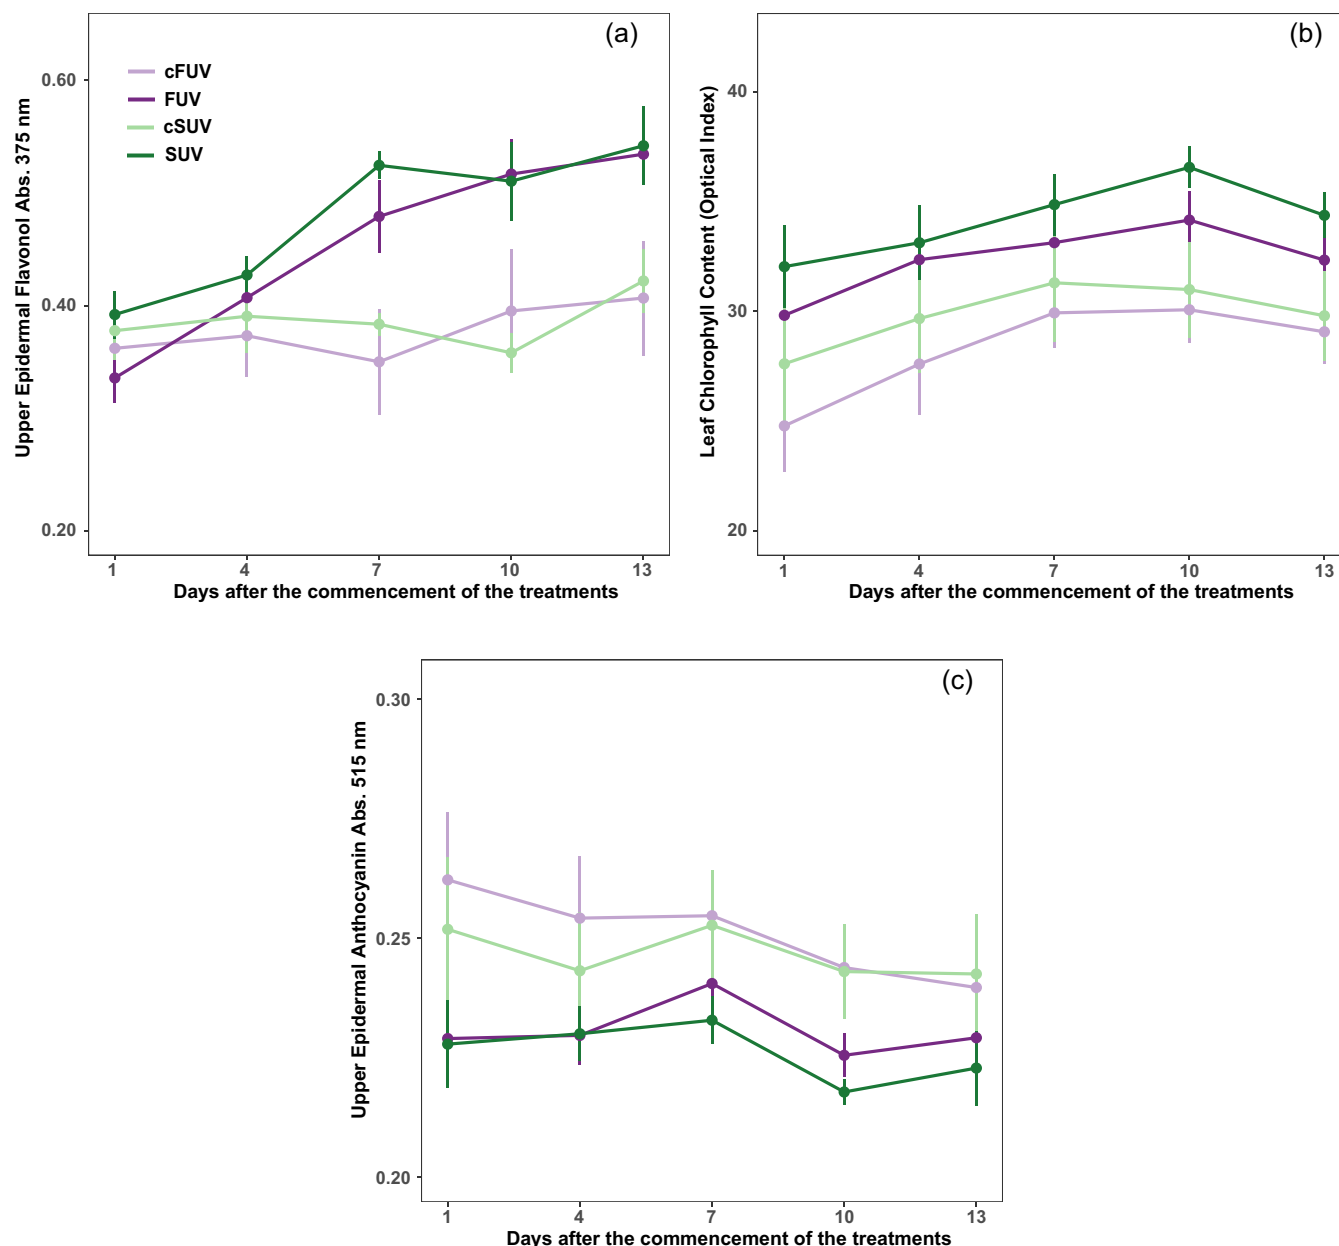 (a)
cFUV
FUV
cSUV
SUV
Upper Epidermal Flavonol Abs. 375 nm
0.60
0.40
0.20
1 4 7 10 13
Days after the commencement of the treatments
(b)
Leaf Chlorophyll Content (Optical Index)
40
30
20
1 4 7 10 13
Days after the commencement of the treatments
(c)
Upper Epidermal Anthocyanin Abs. 515 nm
0.30
0.25
0.20
1 4 7 10 13
Days after the commencement of the treatments